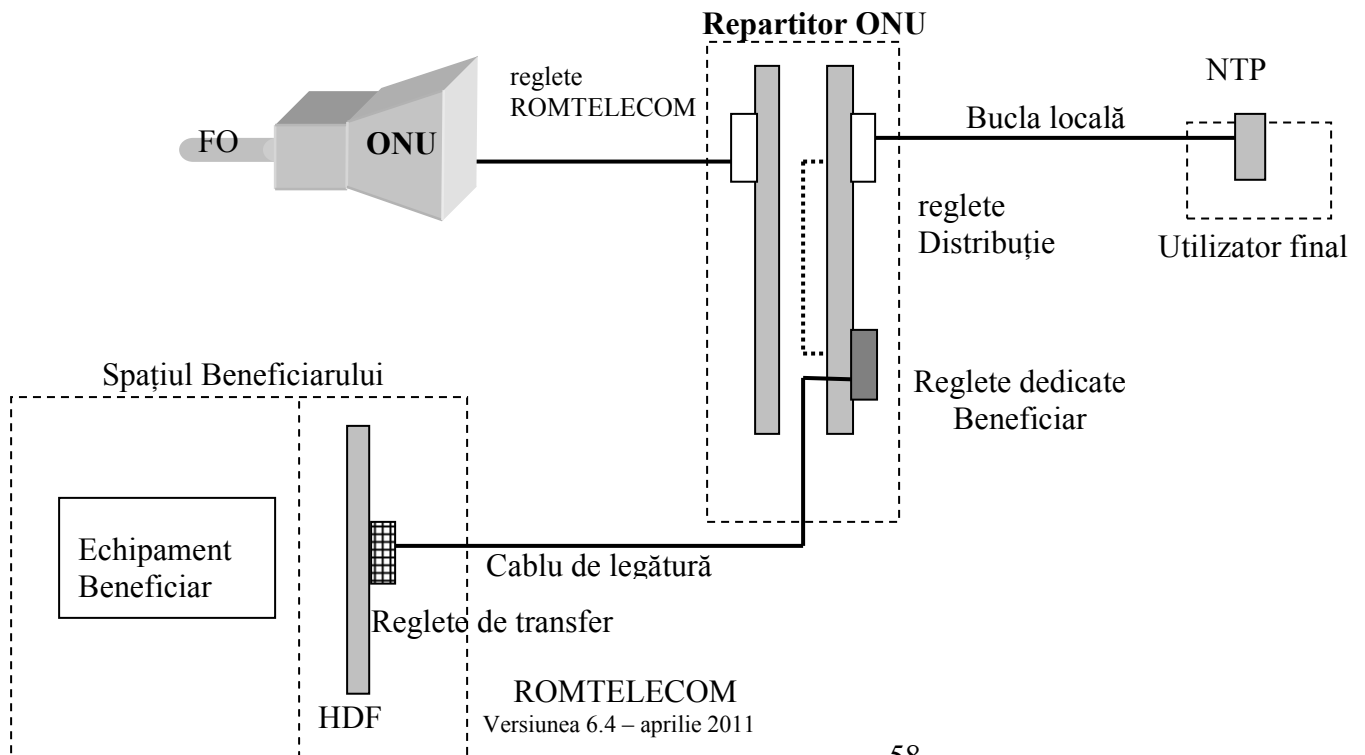 Repartitor ONU
reglete
ROMTELECOM
NTP
FO
ONU
Bucla locală
reglete
Distribuție
Utilizator final
Spațiul Beneficiarului
Reglete dedicate
Beneficiar
Echipament
Beneficiar
Cablu de legătură
Reglete de transfer
HDF
ROMTELECOM
Versiunea 6.4 – aprilie 2011
58